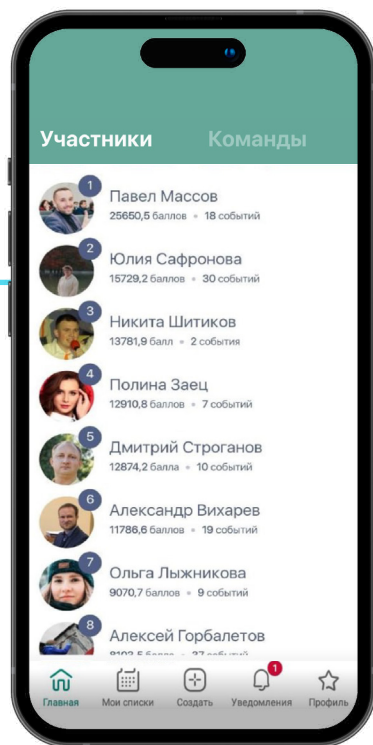 Участники Команды
1
Павел Массов
25650,5 баллов • 18 событий
2
Юлия Сафронова
15729,2 баллов • 30 событий
3
Никита Шитиков
13781,9 балл • 2 события
4
Полина Заец
12910,8 баллов • 7 событий
5
Дмитрий Строганов
12874,2 балла • 10 событий
6
Александр Вихарев
11786,6 баллов • 19 событий
7
Ольга Лыжникова
9070,7 баллов • 9 событий
8
Алексей Горбалетов
1
Главная Мои списки Создать Уведомления Профиль